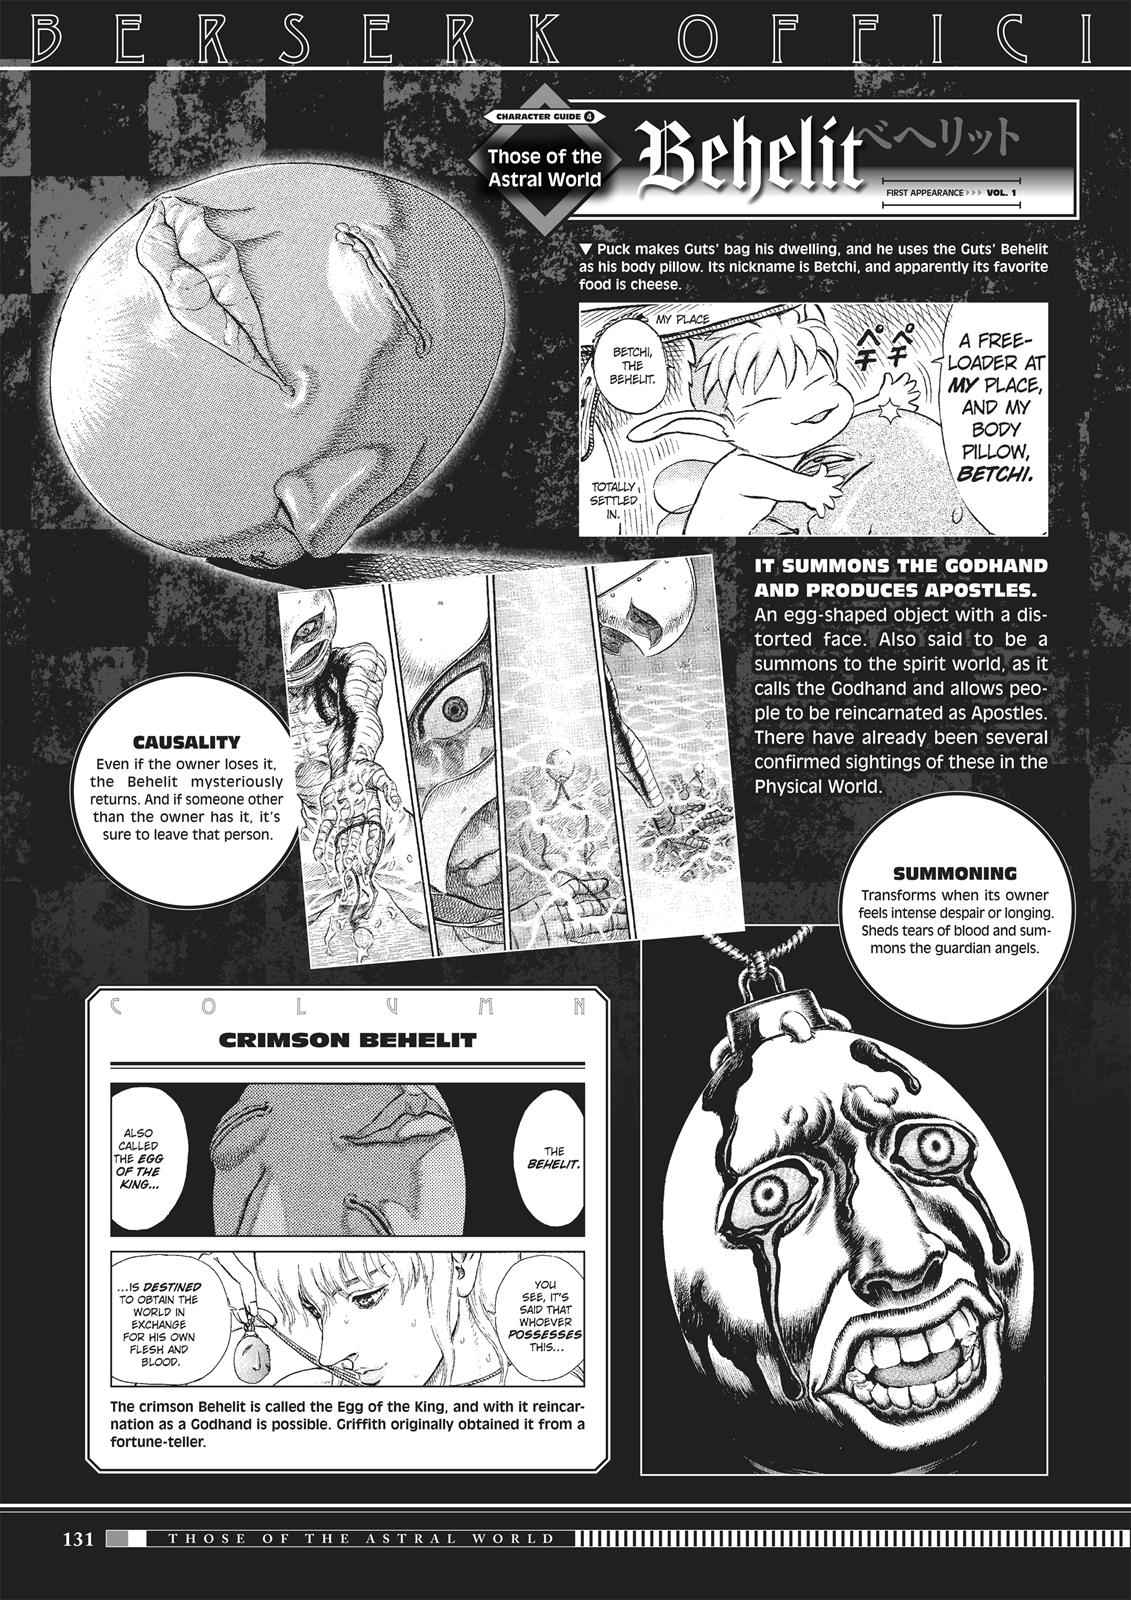 BERSERK OFFICI
CHARACTER GUIDE 4
Those of the
Astral World
Behelit
ベヘリット
FIRST APPEARANCE >>> VOL. 1
▼ Puck makes Guts' bag his dwelling, and he uses the Guts' Behelit
as his body pillow. Its nickname is Betchi, and apparently its favorite
food is cheese.
MY PLACE
BETCHI,
THE
BEHELIT.
ペチ
ペチ
A FREE-
LOADER AT
MY PLACE,
AND MY
BODY
PILLOW,
BETCHI.
TOTALLY
SETTLED
IN.
IT SUMMONS THE GODHAND
AND PRODUCES APOSTLES.
An egg-shaped object with a dis-
torted face. Also said to be a
summons to the spirit world, as it
calls the Godhand and allows peo-
ple to be reincarnated as Apostles.
There have already been several
confirmed sightings of these in the
Physical World.
CAUSALITY
Even if the owner loses it,
the Behelit mysteriously
returns. And if someone other
than the owner has it, it's
sure to leave that person.
SUMMONING
Transforms when its owner
feels intense despair or longing.
Sheds tears of blood and sum-
mons the guardian angels.
COLUMN
CRIMSON BEHELIT
ALSO
CALLED
THE EGG
OF THE
KING...
THE
BEHELIT.
...IS DESTINED
TO OBTAIN THE
WORLD IN
EXCHANGE
FOR HIS OWN
FLESH AND
BLOOD.
YOU
SEE, IT'S
SAID THAT
WHOEVER
POSSESSES
THIS...
The crimson Behelit is called the Egg of the King, and with it reincar-
nation as a Godhand is possible. Griffith originally obtained it from a
fortune-teller.
131
THOSE OF THE ASTRAL WORLD